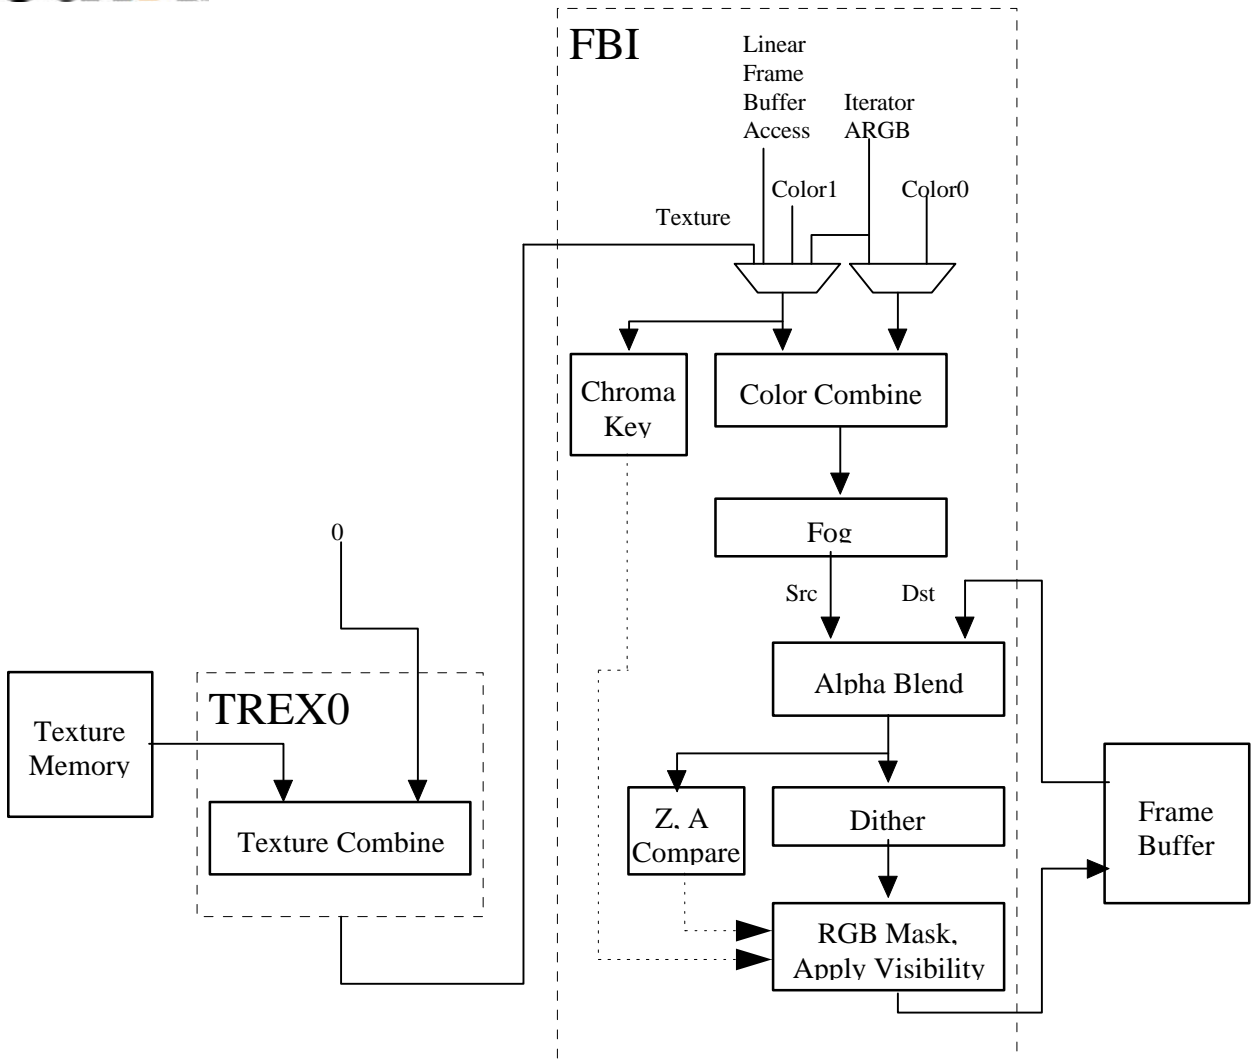 FBI
Linear
Frame
Buffer
Access
Iterator
ARGB
Color1
Color0
Texture
Chroma
Key
Color Combine
Fog
0
Src
Dst
Alpha Blend
Texture
Memory
TREX0
Texture Combine
Z, A
Compare
Dither
Frame
Buffer
RGB Mask,
Apply Visibility